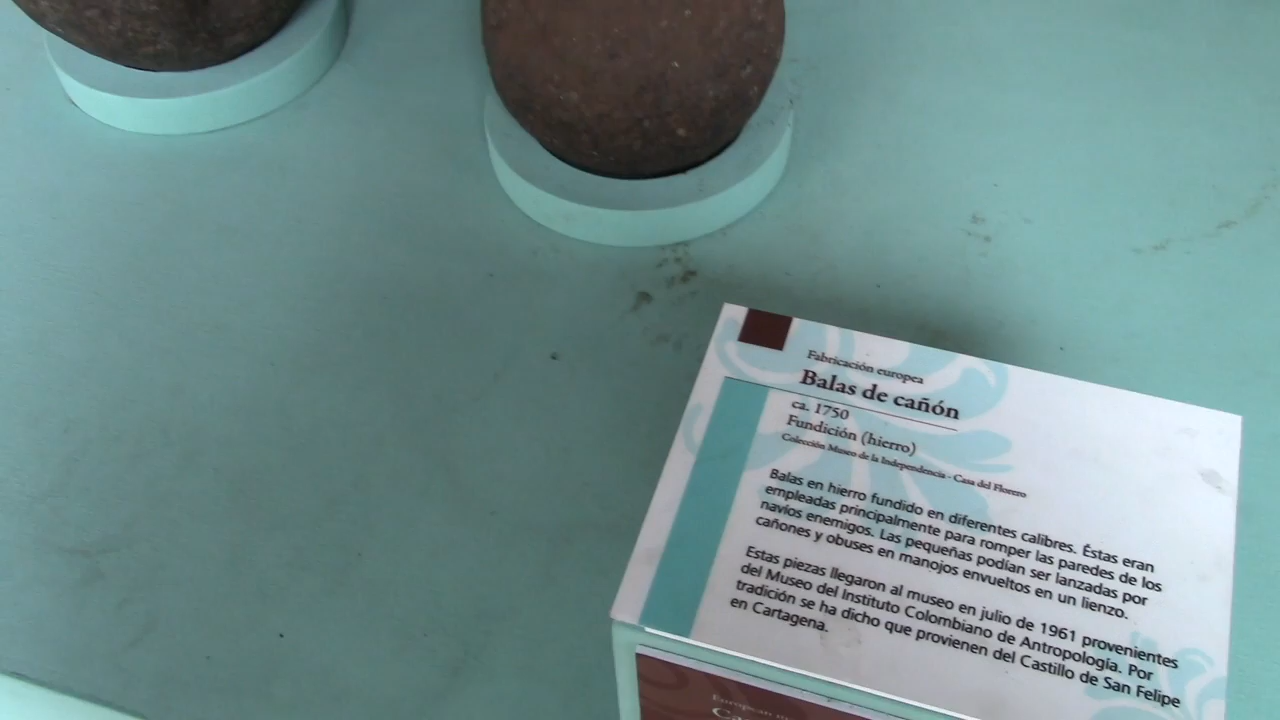 Fabricación europea
Balas de cañón
ca. 1750
Fundición (hierro)
Colección Museo de la Independencia - Casa del Florero
Balas en hierro fundido en diferentes calibres. Éstas eran
empleadas principalmente para romper las paredes de los
navíos enemigos. Las pequeñas podían ser lanzadas por
cañones y obuses en manojos envueltos en un lienzo.
Estas piezas llegaron al museo en julio de 1961 provenientes
del Museo del Instituto Colombiano de Antropología. Por
tradición se ha dicho que provienen del Castillo de San Felipe
en Cartagena.
European